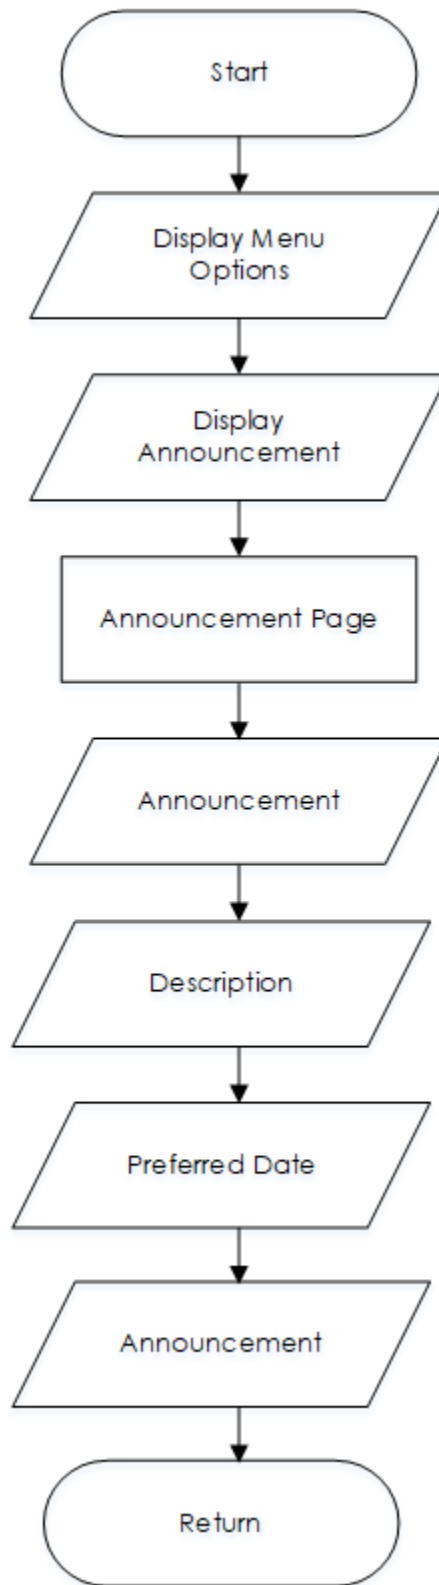 Start
Display Menu
Options
Display
Announcement
Announcement Page
Announcement
Description
Preferred Date
Announcement
Return